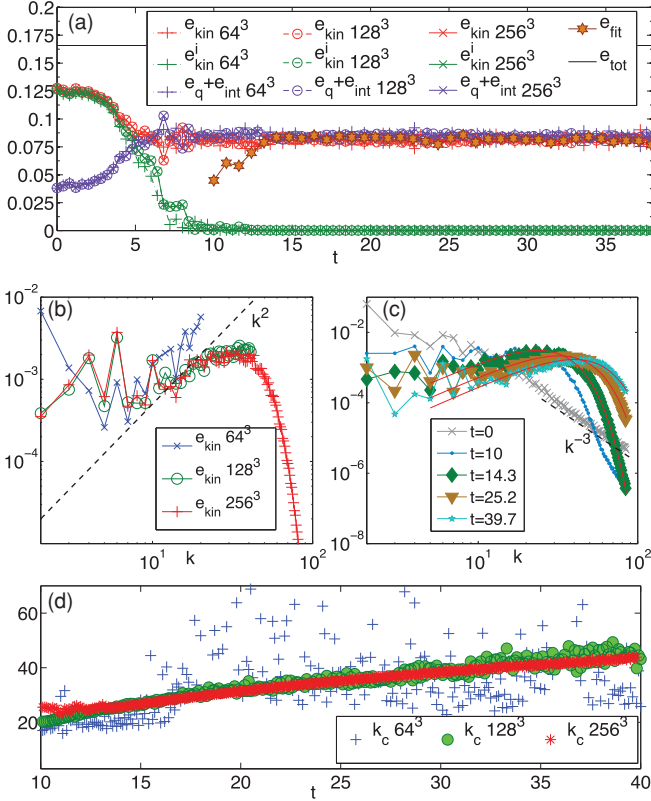 (a)
0.2
0.175
0.15
0.125
0.1
0.075
0.05
0.025
0
e_kin 64^3 e_kin 128^3 e_kin 256^3 e_fit
e^i_kin 64^3 e^i_kin 128^3 e^i_kin 256^3 e_tot
e_q+e_int 64^3 e_q+e_int 128^3 e_q+e_int 256^3
0 5 10 15 20 25 30 35
t
(b)
10^-2
10^-3
10^-4
k^2
e_kin 64^3
e_kin 128^3
e_kin 256^3
10^1 k 10^2
(c)
10^-2
10^-4
10^-6
10^-8
k^-3
t=0
t=10
t=14.3
t=25.2
t=39.7
10^1 k 10^2
(d)
60
40
20
k_c 64^3 k_c 128^3 k_c 256^3
10 15 20 25 30 35 40
t